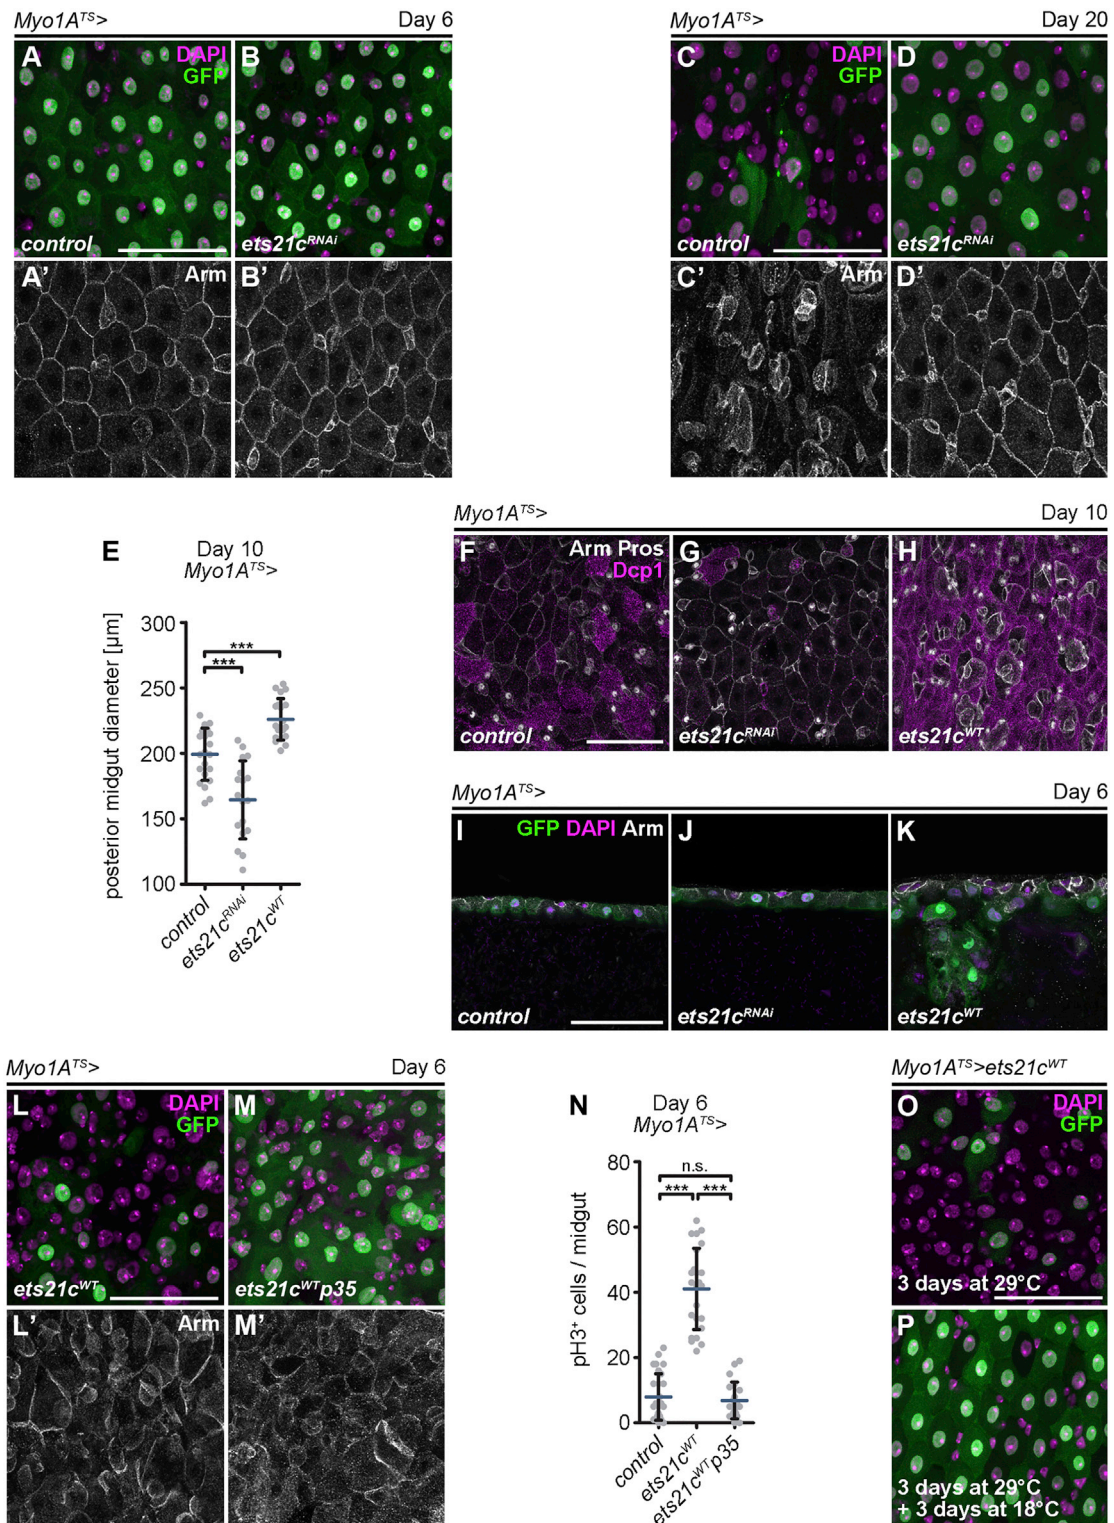 Myo1A^TS> Day 6
A DAPI
GFP
control
B
ets21c^RNAi
A’ Arm
B’
Myo1A^TS> Day 20
C DAPI
GFP
control
D
ets21c^RNAi
C’ Arm
D’
E Day 10
Myo1A^TS>
posterior midgut diameter [µm]
300
250
200
150
100
***
***
control
ets21c^RNAi
ets21c^WT
Myo1A^TS> Day 10
F Arm Pros
Dcp1
control
G
ets21c^RNAi
H
ets21c^WT
Myo1A^TS> Day 6
I GFP DAPI Arm
control
J
ets21c^RNAi
K
ets21c^WT
Myo1A^TS> Day 6
L DAPI
GFP
ets21c^WT
M
ets21c^WT p35
L’ Arm
M’
N Day 6
Myo1A^TS>
pH3⁺ cells / midgut
80
60
40
20
0
n.s.
*** ***
control
ets21c^WT
ets21c^WT p35
Myo1A^TS>ets21c^WT
O DAPI
GFP
3 days at 29°C
P
3 days at 29°C
+ 3 days at 18°C